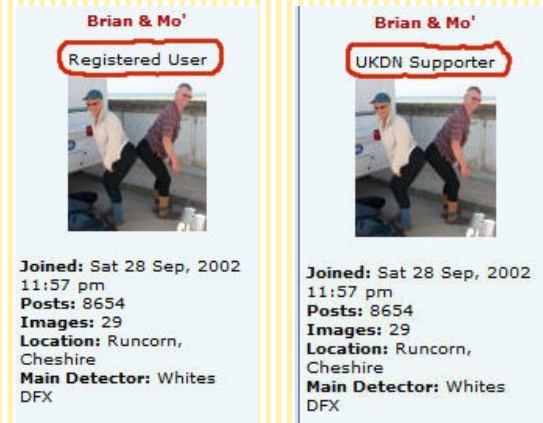 Brian & Mo'
Registered User
Joined: Sat 28 Sep, 2002
11:57 pm
Posts: 8654
Images: 29
Location: Runcorn,
Cheshire
Main Detector: Whites
DFX
Brian & Mo'
UKDN Supporter
Joined: Sat 28 Sep, 2002
11:57 pm
Posts: 8654
Images: 29
Location: Runcorn,
Cheshire
Main Detector: Whites
DFX